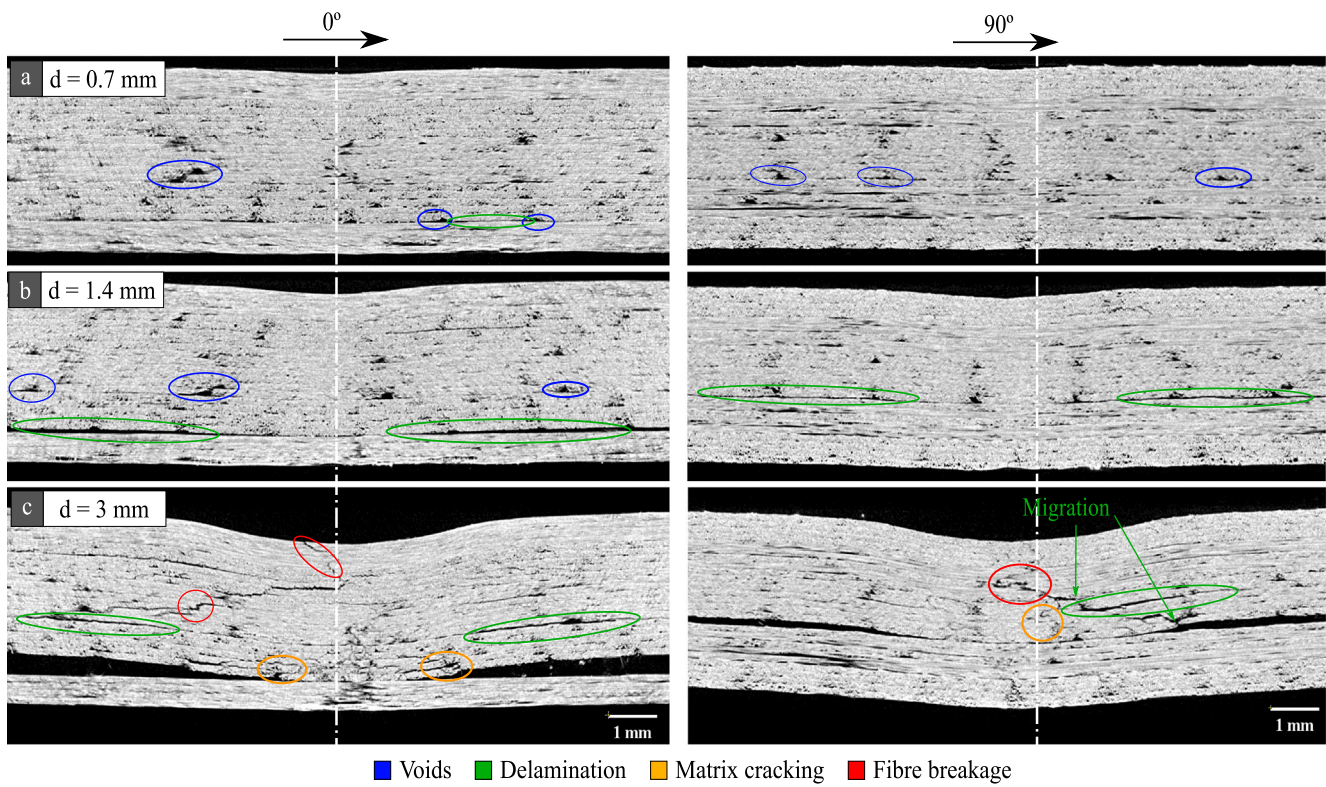 0º
90º
a d = 0.7 mm
b d = 1.4 mm
c d = 3 mm
Migration
1 mm
1 mm
Voids Delamination Matrix cracking Fibre breakage